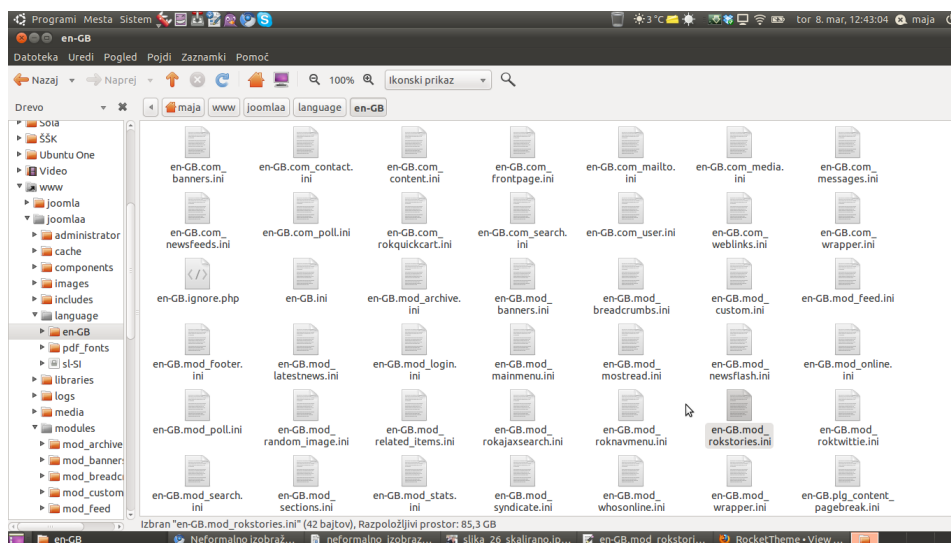 Programi Mesta Sistem
3°C
tor 8. mar, 12:43:04
maja
en-GB
Datoteka Uredi Pogled Pojdi Zaznamki Pomoč
Nazaj
Naprej
100%
Ikonski prikaz
Drevo
maja
www
joomlaa
language
en-GB
Šola
ŠŠK
Ubuntu One
Video
www
joomla
joomlaa
administrator
cache
components
images
includes
language
en-GB
pdf_fonts
sl-SI
libraries
logs
media
modules
mod_archive
mod_banner
mod_breadc
mod_custom
mod_feed
en-GB.com_
banners.ini
en-GB.com_contact.
ini
en-GB.com_
content.ini
en-GB.com_
frontpage.ini
en-GB.com_mailto.
ini
en-GB.com_media.
ini
en-GB.com_
messages.ini
en-GB.com_
newsfeeds.ini
en-GB.com_poll.ini
en-GB.com_
rokquickcart.ini
en-GB.com_search.
ini
en-GB.com_user.ini
en-GB.com_
weblinks.ini
en-GB.com_
wrapper.ini
en-GB.ignore.php
en-GB.ini
en-GB.mod_archive.
ini
en-GB.mod_
banners.ini
en-GB.mod_
breadcrumbs.ini
en-GB.mod_
custom.ini
en-GB.mod_feed.ini
en-GB.mod_footer.
ini
en-GB.mod_
latestnews.ini
en-GB.mod_login.
ini
en-GB.mod_
mainmenu.ini
en-GB.mod_
mostread.ini
en-GB.mod_
newsflash.ini
en-GB.mod_online.
ini
en-GB.mod_poll.ini
en-GB.mod_
random_image.ini
en-GB.mod_
related_items.ini
en-GB.mod_
rokajaxsearch.ini
en-GB.mod_
roknavmenu.ini
en-GB.mod_
rokstories.ini
en-GB.mod_
roktwittie.ini
en-GB.mod_search.
ini
en-GB.mod_
sections.ini
en-GB.mod_stats.
ini
en-GB.mod_
syndicate.ini
en-GB.mod_
whosonline.ini
en-GB.mod_
wrapper.ini
en-GB.plg_content_
pagebreak.ini
Izbran "en-GB.mod_rokstories.ini" (42 bajtov), Razpoložljivi prostor: 85,3 GB
en-GB
Neformalno izobraž...
neformalno_izobraz...
slika_26_skalirano.jp...
en-GB.mod_rokstori...
RocketTheme • View ...